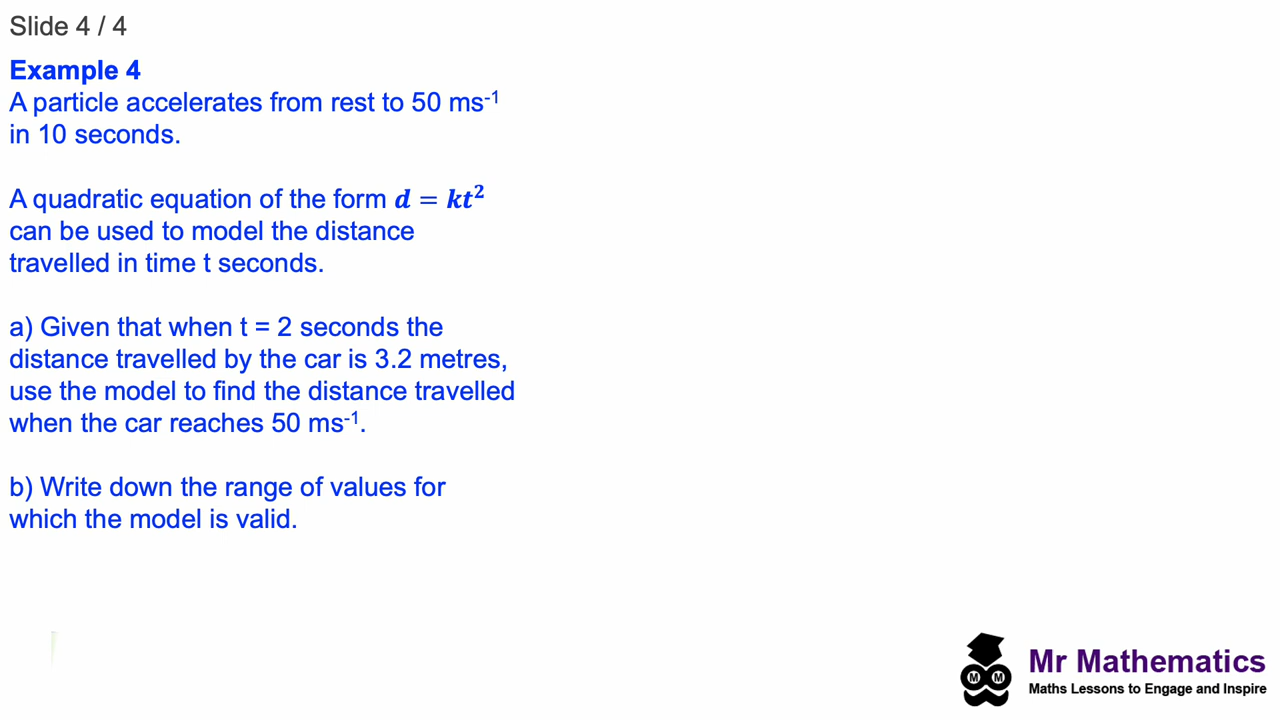 Slide 4 / 4
Example 4
A particle accelerates from rest to 50 ms⁻¹
in 10 seconds.
A quadratic equation of the form d = kt²
can be used to model the distance
travelled in time t seconds.
a) Given that when t = 2 seconds the
distance travelled by the car is 3.2 metres,
use the model to find the distance travelled
when the car reaches 50 ms⁻¹.
b) Write down the range of values for
which the model is valid.
M M
Mr Mathematics
Maths Lessons to Engage and Inspire